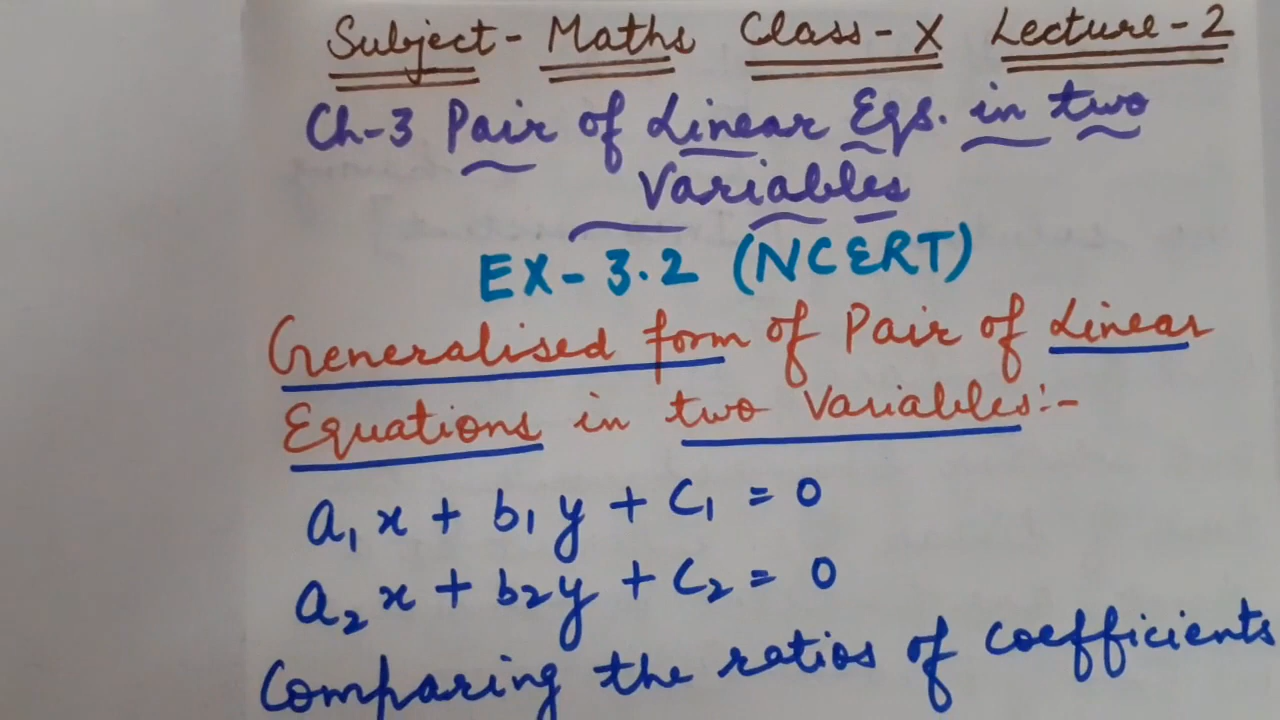 Subject- Maths Class-X Lecture-2
Ch-3 Pair of Linear Eqs. in two
Variables
EX-3.2 (NCERT)
Generalised form of Pair of Linear
Equations in two Variables:-
a₁x + b₁y + C₁ = 0
a₂x + b₂y + C₂ = 0
Comparing the ratios of coefficients